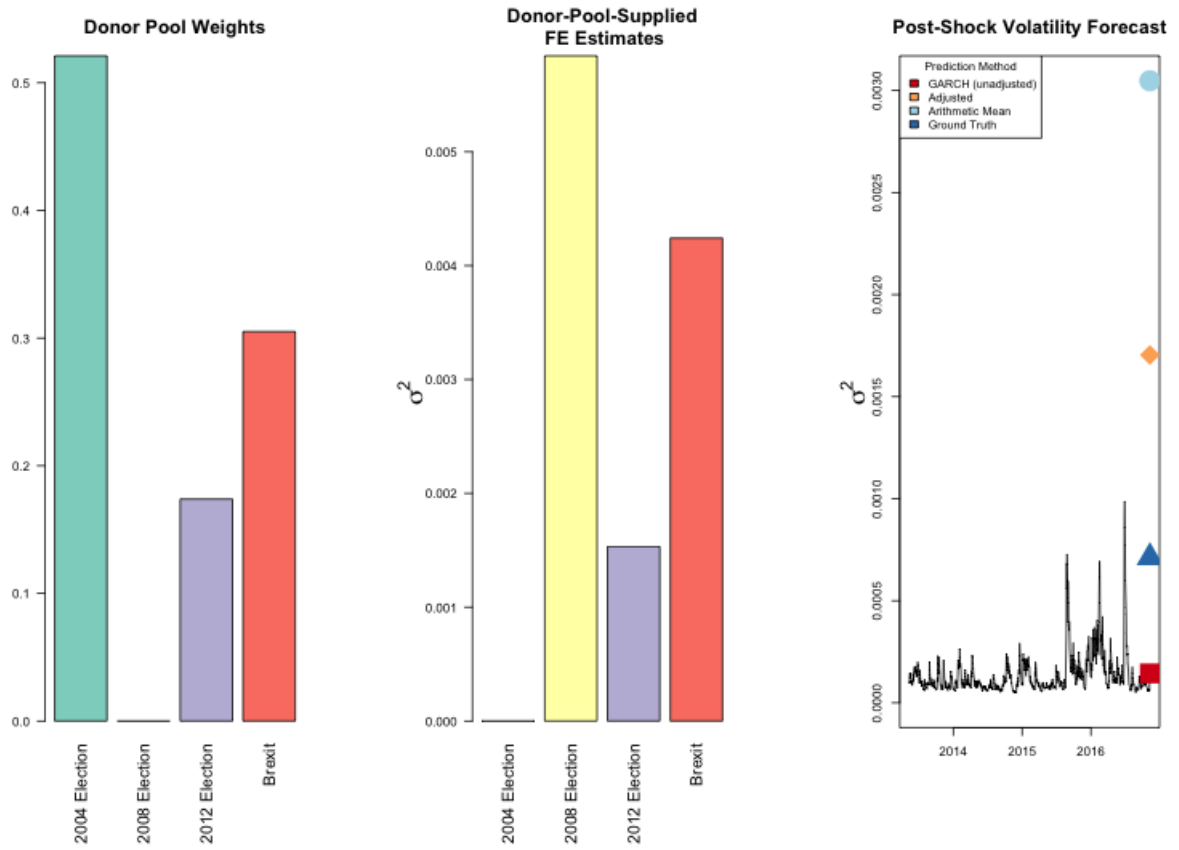 Donor Pool Weights
0.5
0.4
0.3
0.2
0.1
0.0
2004 Election
2008 Election
2012 Election
Brexit
Donor-Pool-Supplied
FE Estimates
σ²
0.005
0.004
0.003
0.002
0.001
0.000
2004 Election
2008 Election
2012 Election
Brexit
Post-Shock Volatility Forecast
Prediction Method
GARCH (unadjusted)
Adjusted
Arithmetic Mean
Ground Truth
σ²
0.0030
0.0025
0.0020
0.0015
0.0010
0.0005
0.0000
2014
2015
2016